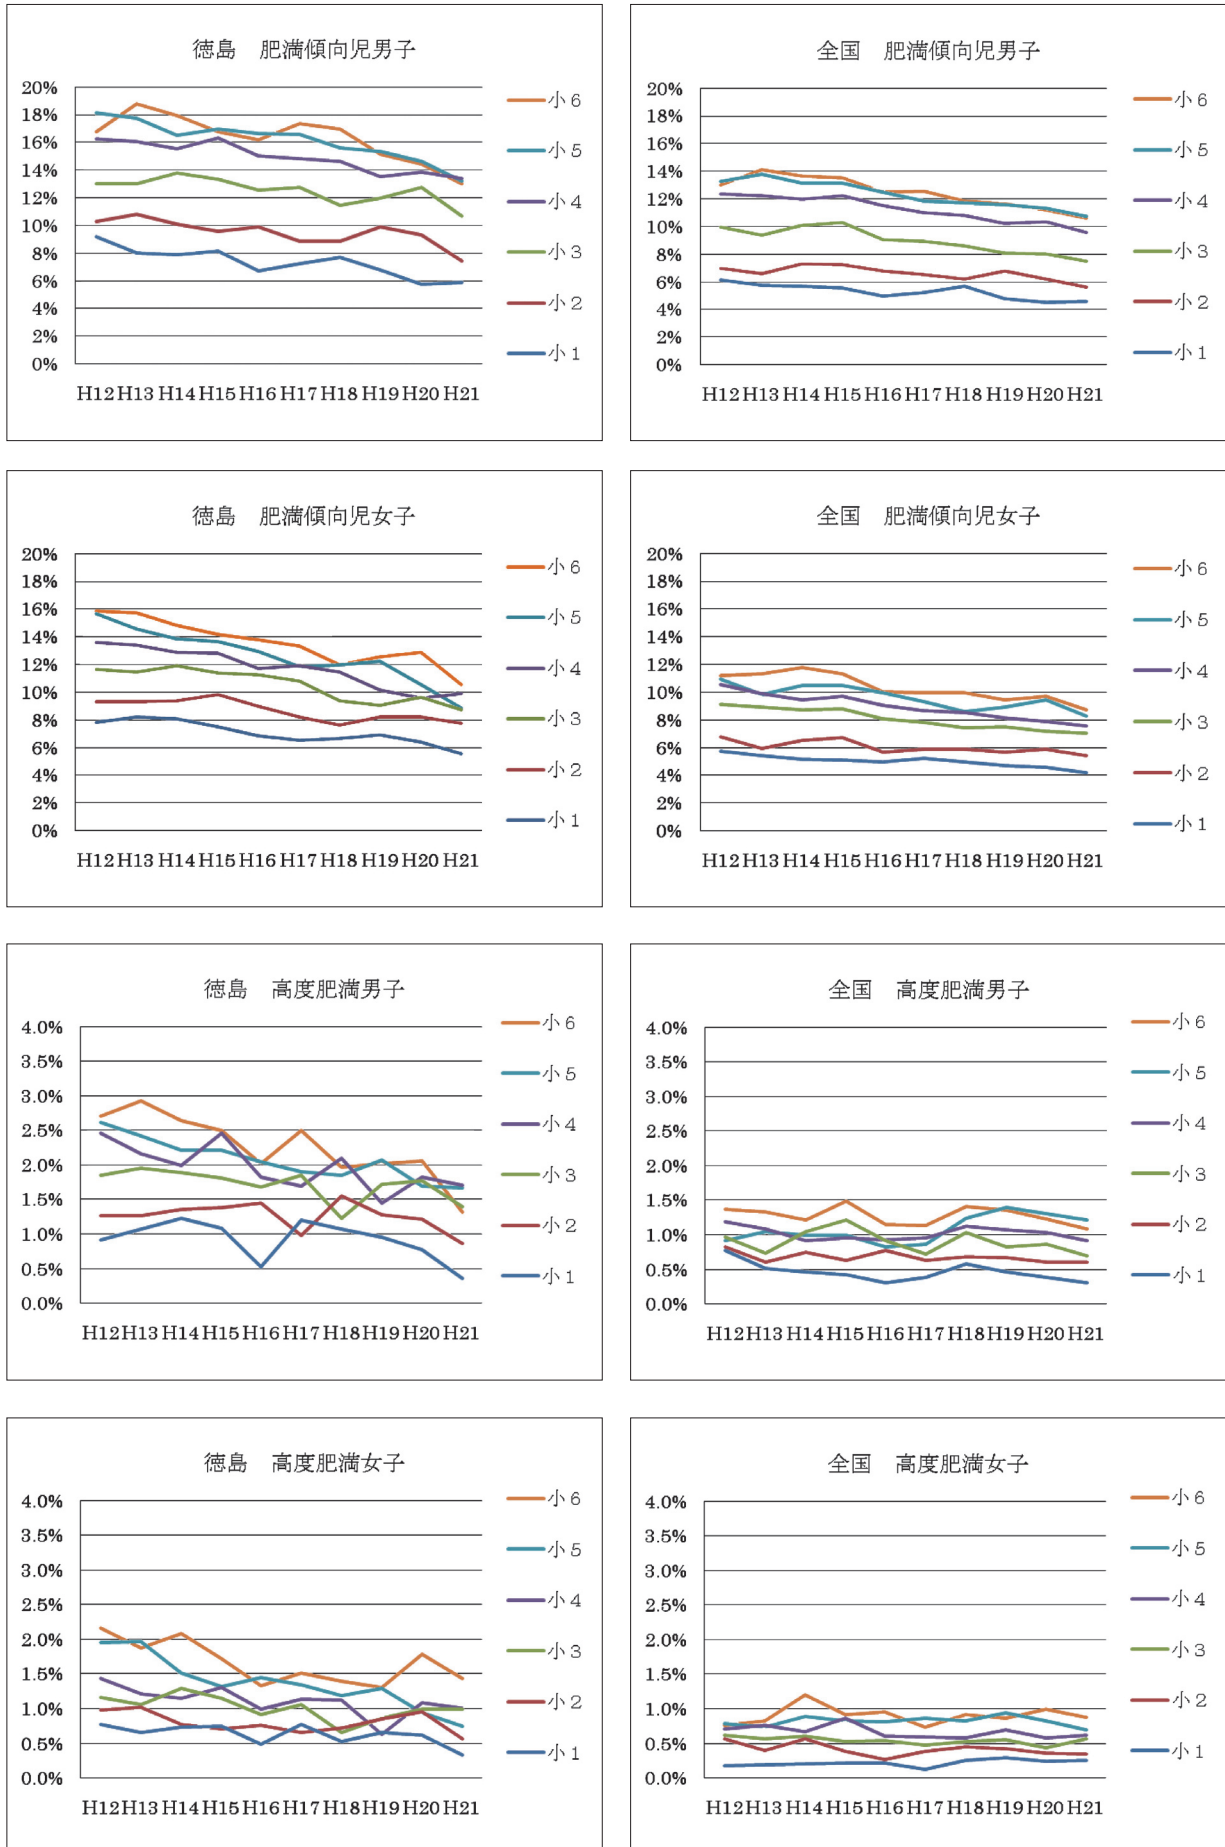 徳島　肥満傾向児男子
20%
18%
16%
14%
12%
10%
8%
6%
4%
2%
0%
H12 H13 H14 H15 H16 H17 H18 H19 H20 H21
小６
小５
小４
小３
小２
小１
全国　肥満傾向児男子
20%
18%
16%
14%
12%
10%
8%
6%
4%
2%
0%
H12 H13 H14 H15 H16 H17 H18 H19 H20 H21
小６
小５
小４
小３
小２
小１
徳島　肥満傾向児女子
20%
18%
16%
14%
12%
10%
8%
6%
4%
2%
0%
H12 H13 H14 H15 H16 H17 H18 H19 H20 H21
小６
小５
小４
小３
小２
小１
全国　肥満傾向児女子
20%
18%
16%
14%
12%
10%
8%
6%
4%
2%
0%
H12 H13 H14 H15 H16 H17 H18 H19 H20 H21
小６
小５
小４
小３
小２
小１
徳島　高度肥満男子
4.0%
3.5%
3.0%
2.5%
2.0%
1.5%
1.0%
0.5%
0.0%
H12 H13 H14 H15 H16 H17 H18 H19 H20 H21
小６
小５
小４
小３
小２
小１
全国　高度肥満男子
4.0%
3.5%
3.0%
2.5%
2.0%
1.5%
1.0%
0.5%
0.0%
H12 H13 H14 H15 H16 H17 H18 H19 H20 H21
小６
小５
小４
小３
小２
小１
徳島　高度肥満女子
4.0%
3.5%
3.0%
2.5%
2.0%
1.5%
1.0%
0.5%
0.0%
H12 H13 H14 H15 H16 H17 H18 H19 H20 H21
小６
小５
小４
小３
小２
小１
全国　高度肥満女子
4.0%
3.5%
3.0%
2.5%
2.0%
1.5%
1.0%
0.5%
0.0%
H12 H13 H14 H15 H16 H17 H18 H19 H20 H21
小６
小５
小４
小３
小２
小１